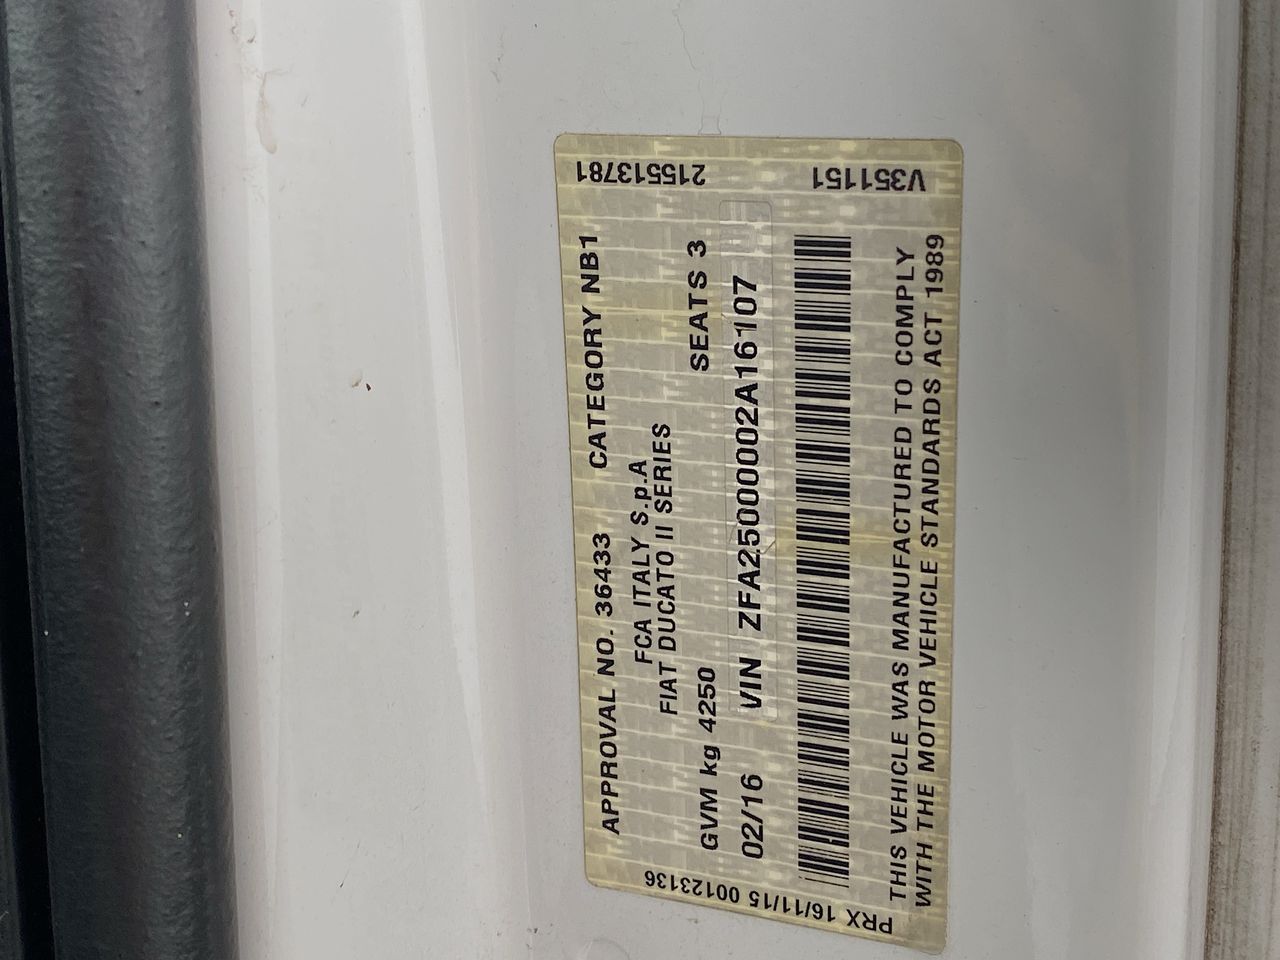 APPROVAL NO. 36433 CATEGORY NB1
FCA ITALY S.p.A
FIAT DUCATO II SERIES
GVM kg 4250 SEATS 3
02/16 VIN ZFA25000002A16107
THIS VEHICLE WAS MANUFACTURED TO COMPLY
WITH THE MOTOR VEHICLE STANDARDS ACT 1989
PRX 16/11/15 00123136
V351151 215513781